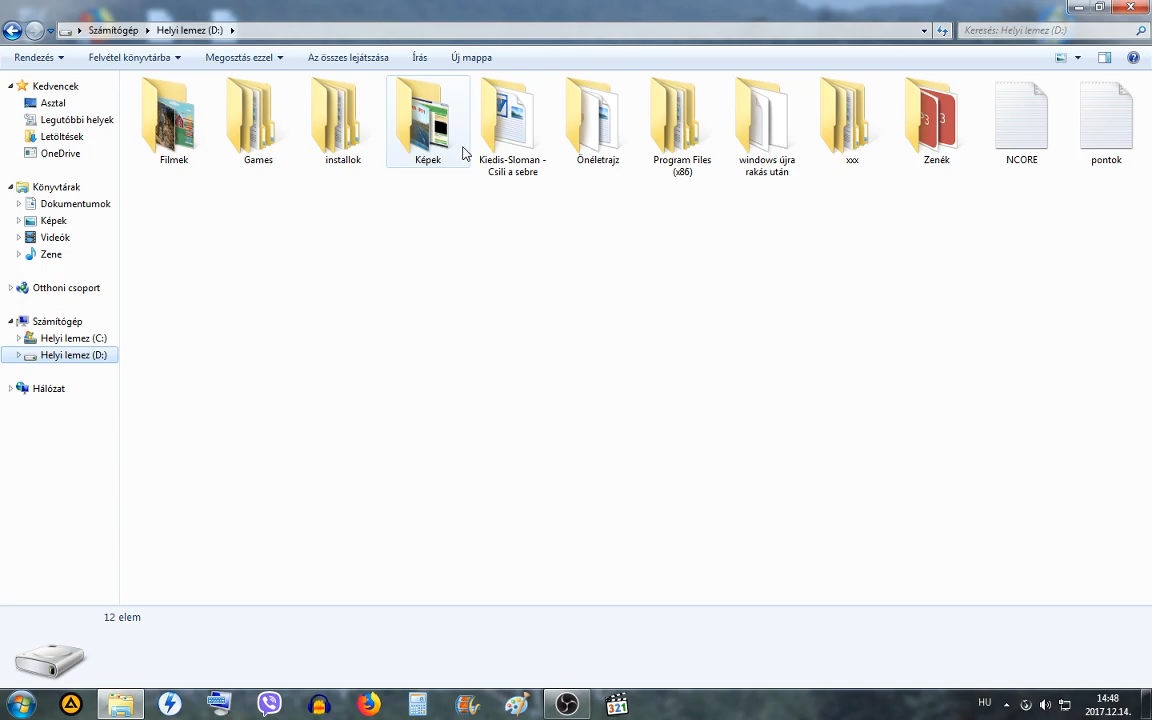 Számítógép Helyi lemez (D:)
Keresés: Helyi lemez (D:)
Rendezés Felvétel könyvtárba Megosztás ezzel Az összes lejátszása Írás Új mappa
Kedvencek
Asztal
Legutóbbi helyek
Letöltések
OneDrive
Könyvtárak
Dokumentumok
Képek
Videók
Zene
Otthoni csoport
Számítógép
Helyi lemez (C:)
Helyi lemez (D:)
Hálózat
Filmek
Games
installok
Képek
Kiedis-Sloman -
Csili a sebre
Önéletrajz
Program Files
(x86)
windows újra
rakás után
xxx
Zenék
NCORE
pontok
12 elem
321
HU
14:48
2017.12.14.